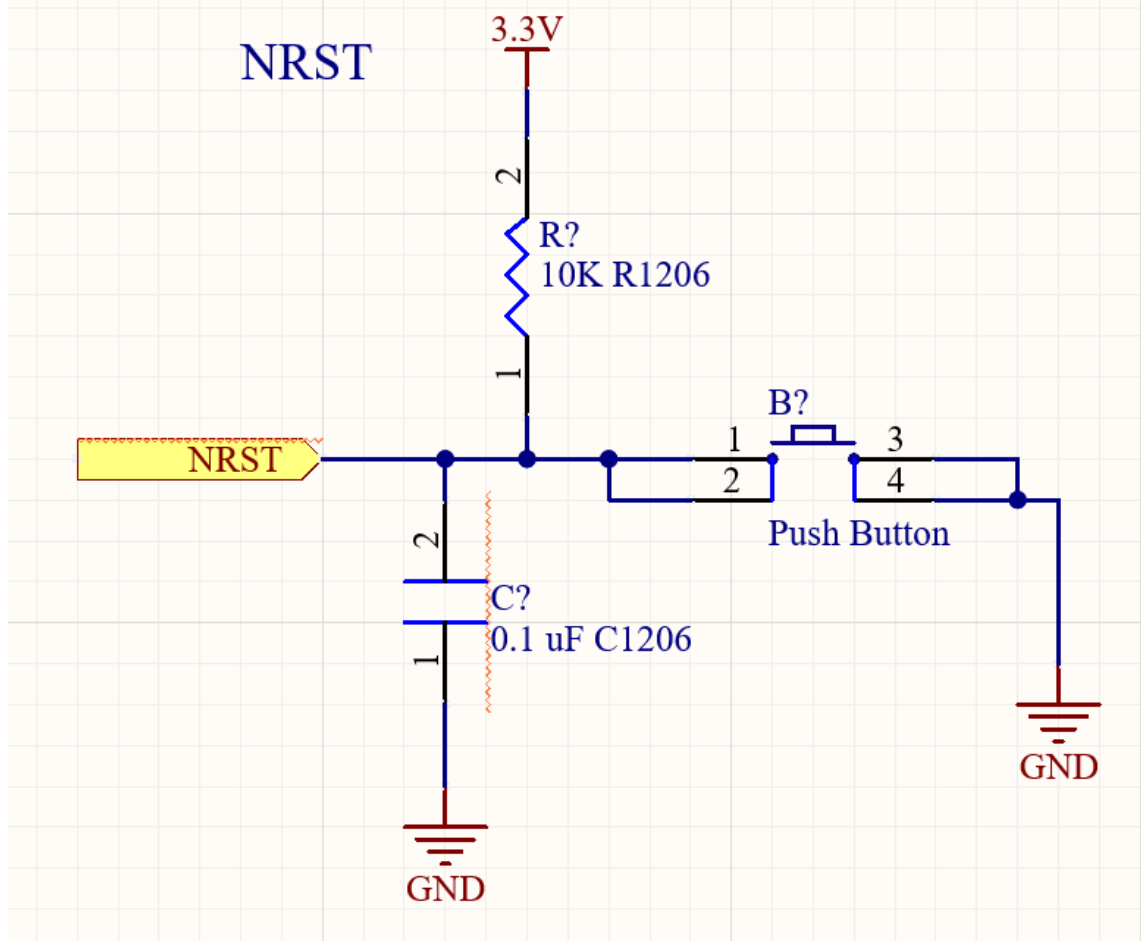 3.3V
NRST
2
R?
10K R1206
1
B?
NRST
1
3
2
4
2
Push Button
C?
0.1 uF C1206
1
GND
GND